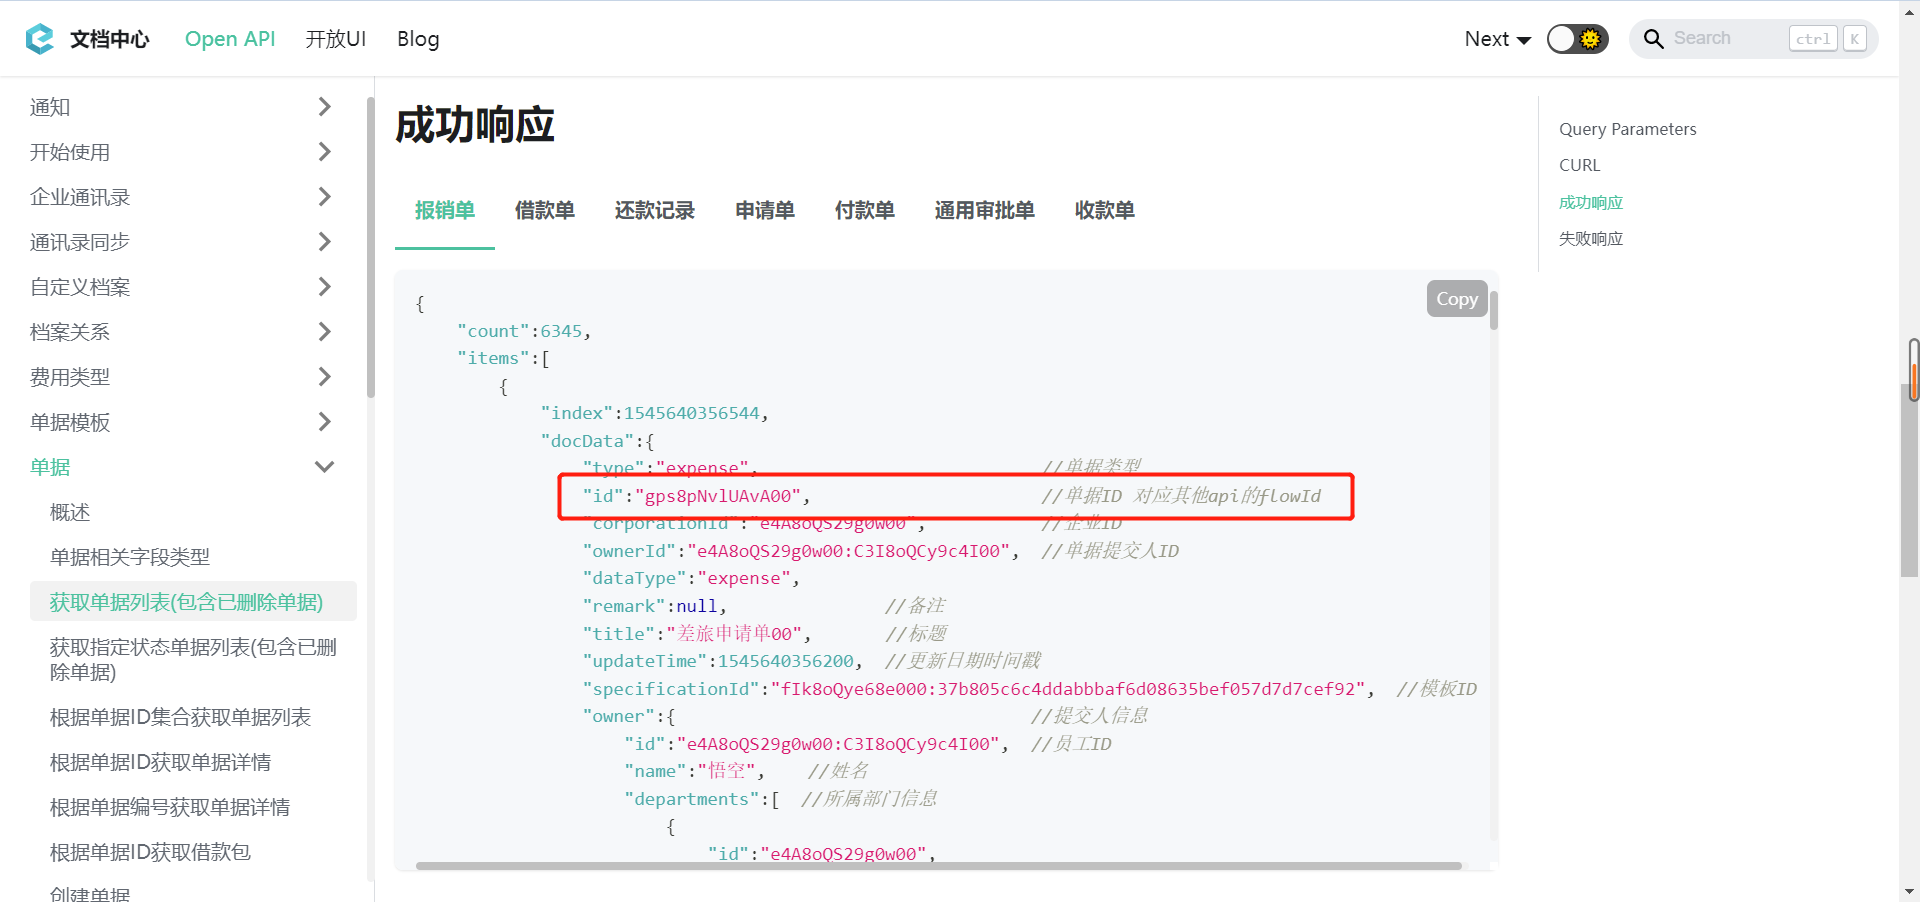 文档中心
Open API
开放UI
Blog
Next
Search
ctrl
K
通知
开始使用
企业通讯录
通讯录同步
自定义档案
档案关系
费用类型
单据模板
单据
概述
单据相关字段类型
获取单据列表(包含已删除单据)
获取指定状态单据列表(包含已删
除单据)
根据单据ID集合获取单据列表
根据单据ID获取单据详情
根据单据编号获取单据详情
根据单据ID获取借款包
创建单据
成功响应
报销单
借款单
还款记录
申请单
付款单
通用审批单
收款单
Copy
{
"count":6345,
"items":[
{
"index":1545640356544,
"docData":{
"type":"expense", //单据类型
"id":"gps8pNvlUAvA00", //单据ID 对应其他api的flowId
"corporationId":"e4A8oQS29g0w00", //企业ID
"ownerId":"e4A8oQS29g0w00:C3I8oQCy9c4I00", //单据提交人ID
"dataType":"expense",
"remark":null, //备注
"title":"差旅申请单00", //标题
"updateTime":1545640356200, //更新日期时间戳
"specificationId":"fIk8oQye68e000:37b805c6c4ddabbbaf6d08635bef057d7d7cef92", //模板ID
"owner":{ //提交人信息
"id":"e4A8oQS29g0w00:C3I8oQCy9c4I00", //员工ID
"name":"悟空", //姓名
"departments":[ //所属部门信息
{
"id":"e4A8oQS29g0w00",
Query Parameters
CURL
成功响应
失败响应